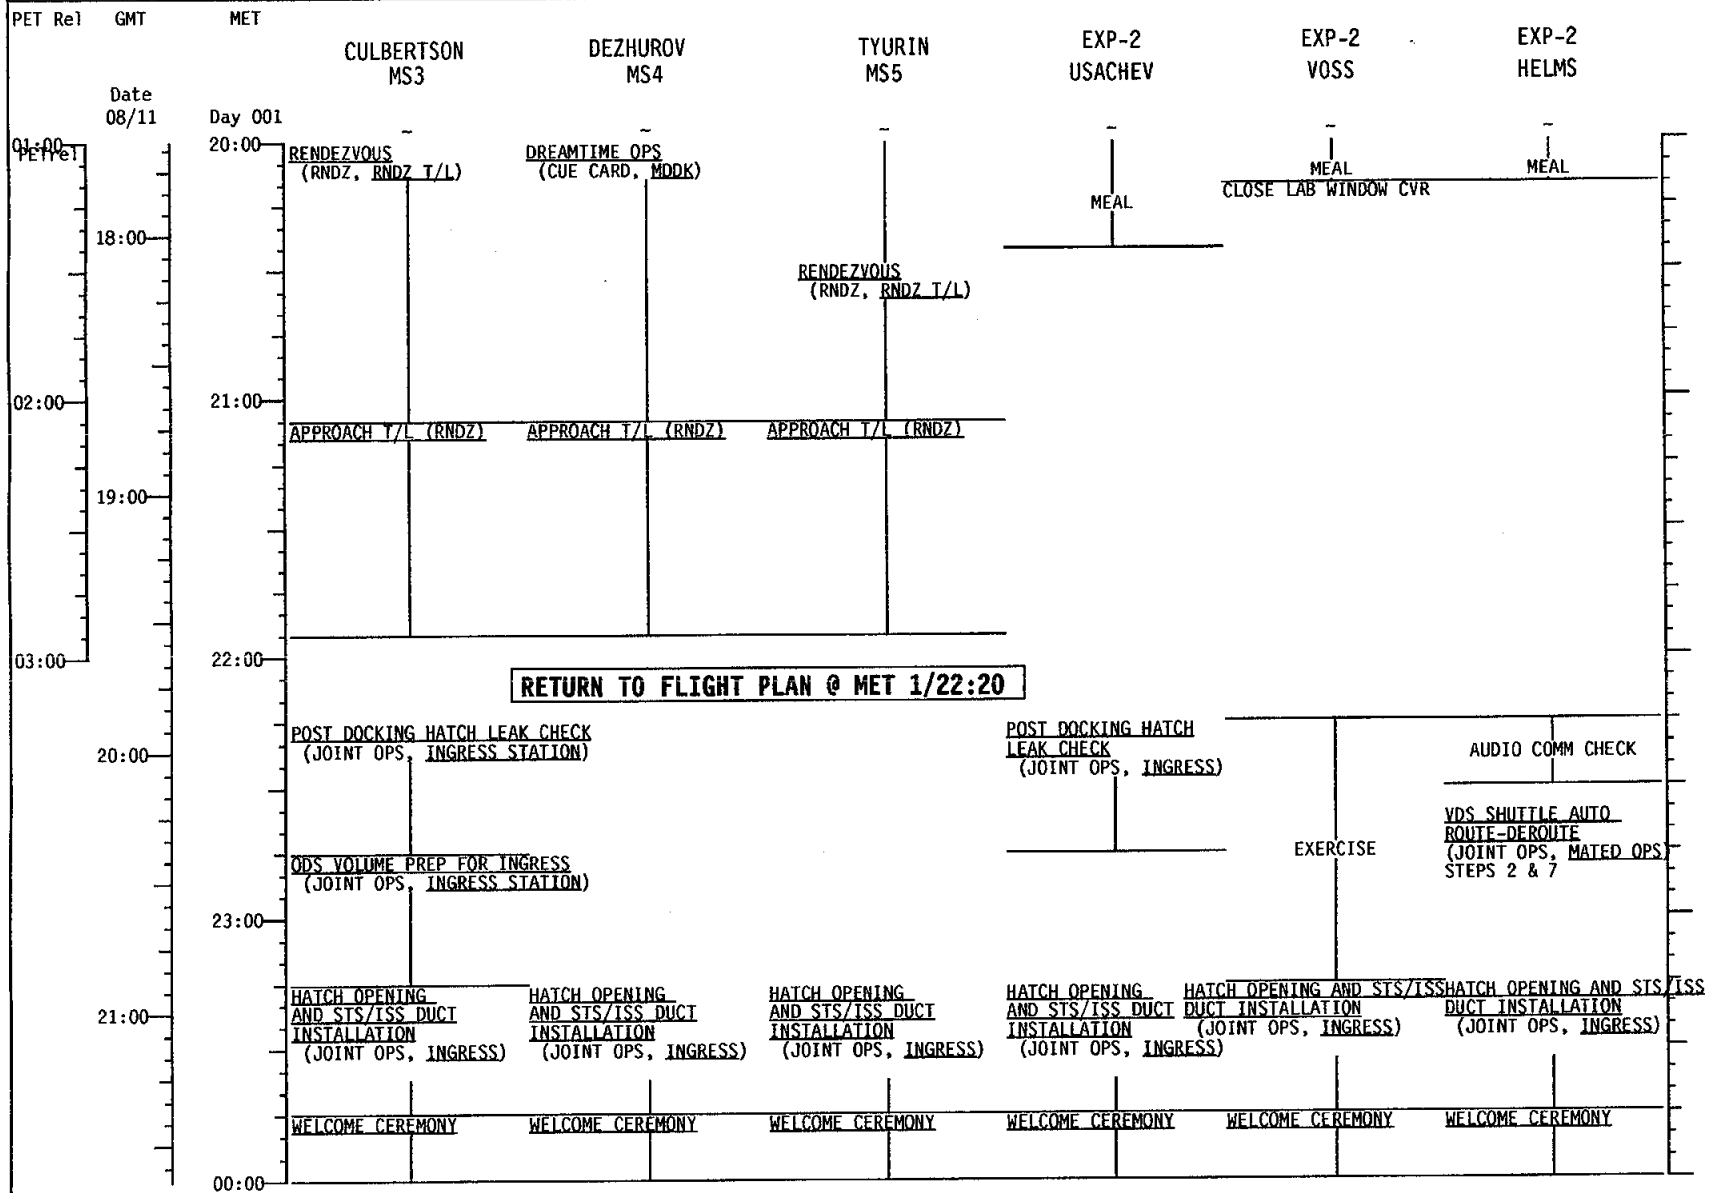 PET Rel GMT MET
CULBERTSON DEZHUROV TYURIN EXP-2 EXP-2 EXP-2
MS3 MS4 MS5 USACHEV VOSS HELMS
Date
08/11 Day 001
~ ~ ~ ~ ~ ~
01:00 20:00
PETrel
RENDEZVOUS DREAMTIME OPS
(RNDZ, RNDZ T/L) (CUE CARD, MDDK) MEAL MEAL
CLOSE LAB WINDOW CVR
MEAL
18:00
RENDEZVOUS
(RNDZ, RNDZ T/L)
02:00 21:00
APPROACH T/L (RNDZ) APPROACH T/L (RNDZ) APPROACH T/L (RNDZ)
19:00
03:00 22:00
RETURN TO FLIGHT PLAN @ MET 1/22:20
POST DOCKING HATCH LEAK CHECK POST DOCKING HATCH
(JOINT OPS, INGRESS STATION) LEAK CHECK AUDIO COMM CHECK
20:00 (JOINT OPS, INGRESS)
VDS SHUTTLE AUTO
ROUTE-DEROUTE
EXERCISE (JOINT OPS, MATED OPS)
ODS VOLUME PREP FOR INGRESS STEPS 2 & 7
(JOINT OPS, INGRESS STATION)
23:00
HATCH OPENING HATCH OPENING HATCH OPENING HATCH OPENING HATCH OPENING AND STS/ISS HATCH OPENING AND STS/ISS
AND STS/ISS DUCT AND STS/ISS DUCT AND STS/ISS DUCT AND STS/ISS DUCT DUCT INSTALLATION DUCT INSTALLATION
21:00 INSTALLATION INSTALLATION INSTALLATION INSTALLATION (JOINT OPS, INGRESS) (JOINT OPS, INGRESS)
(JOINT OPS, INGRESS) (JOINT OPS, INGRESS) (JOINT OPS, INGRESS) (JOINT OPS, INGRESS)
WELCOME CEREMONY WELCOME CEREMONY WELCOME CEREMONY WELCOME CEREMONY WELCOME CEREMONY WELCOME CEREMONY
00:00